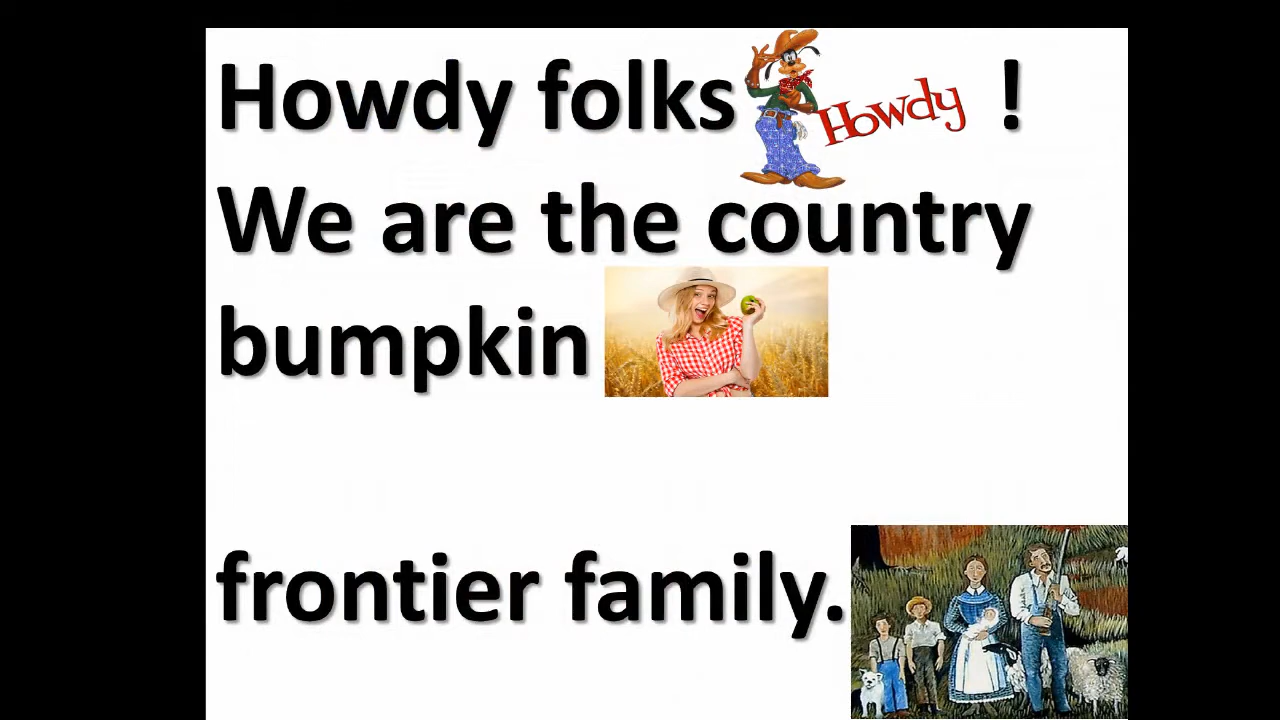 Howdy folks Howdy !
We are the country
bumpkin
frontier family.